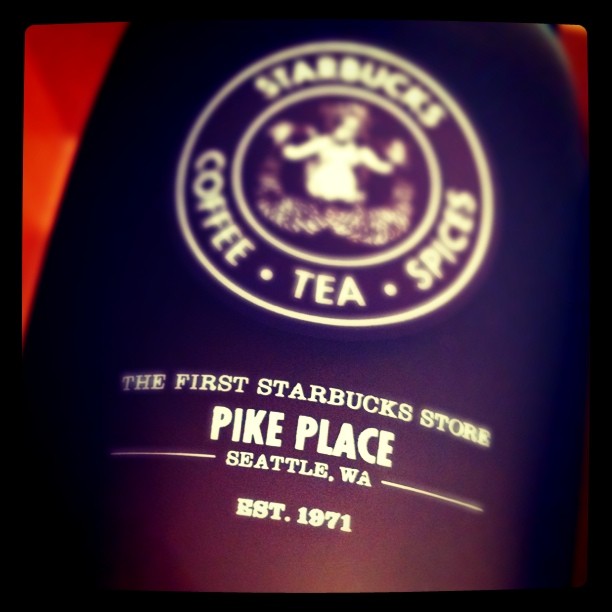 STARBUCKS
COFFEE • TEA • SPICES
THE FIRST STARBUCKS STORE
PIKE PLACE
SEATTLE, WA
EST. 1971